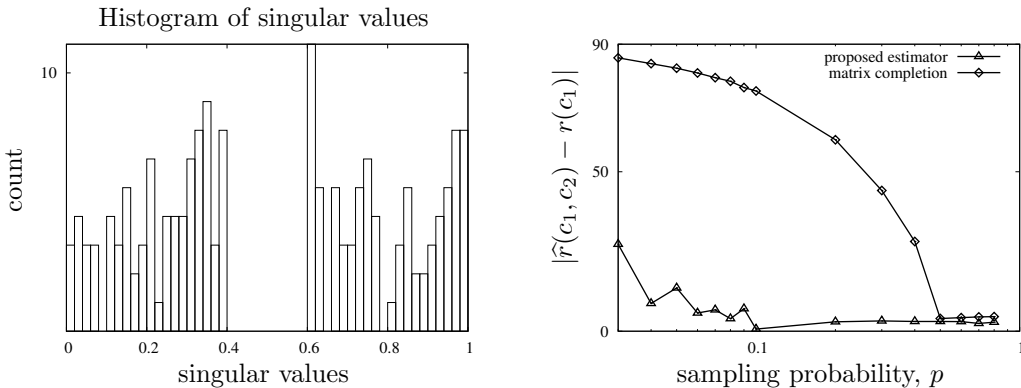 Histogram of singular values
10
count
0
0.2
0.4
0.6
0.8
1
singular values
90
50
0
|r̂(c₁, c₂) − r(c₁)|
proposed estimator
matrix completion
0.1
1
sampling probability, p